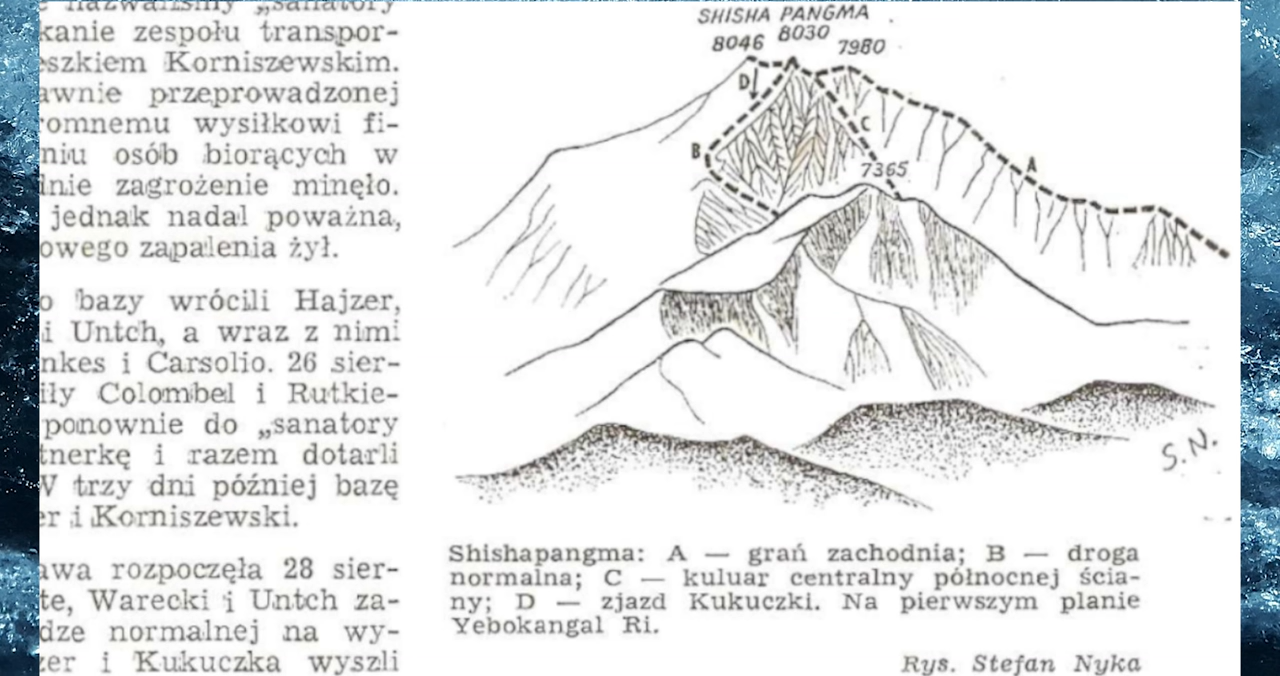 nazwaliśmy „sanatory
kanie zespołu transpor-
eszkiem Korniszewskim.
awnie przeprowadzonej
romnemu wysiłkowi fi-
niu osób biorących w
dnie zagrożenie minęło.
jednak nadal poważna,
owego zapalenia żył.
o bazy wrócili Hajzer,
i Untch, a wraz z nimi
nkes i Carsolio. 26 sier-
iły Colombel i Rutkie-
ponownie do „sanatory
tnerkę i razem dotarli
W trzy dni później bazę
er i Korniszewski.
awa rozpoczęła 28 sier-
te, Warecki i Untch za-
dze normalnej na wy-
zer i Kukuczka wyszli
SHISHA PANGMA
8046 8030 7980
D
C
B
A
7365
S.N.
Shishapangma: A — grań zachodnia; B — droga
normalna; C — kuluar centralny północnej ścia-
ny; D — zjazd Kukuczki. Na pierwszym planie
Yebokangal Ri.
Rys. Stefan Nyka